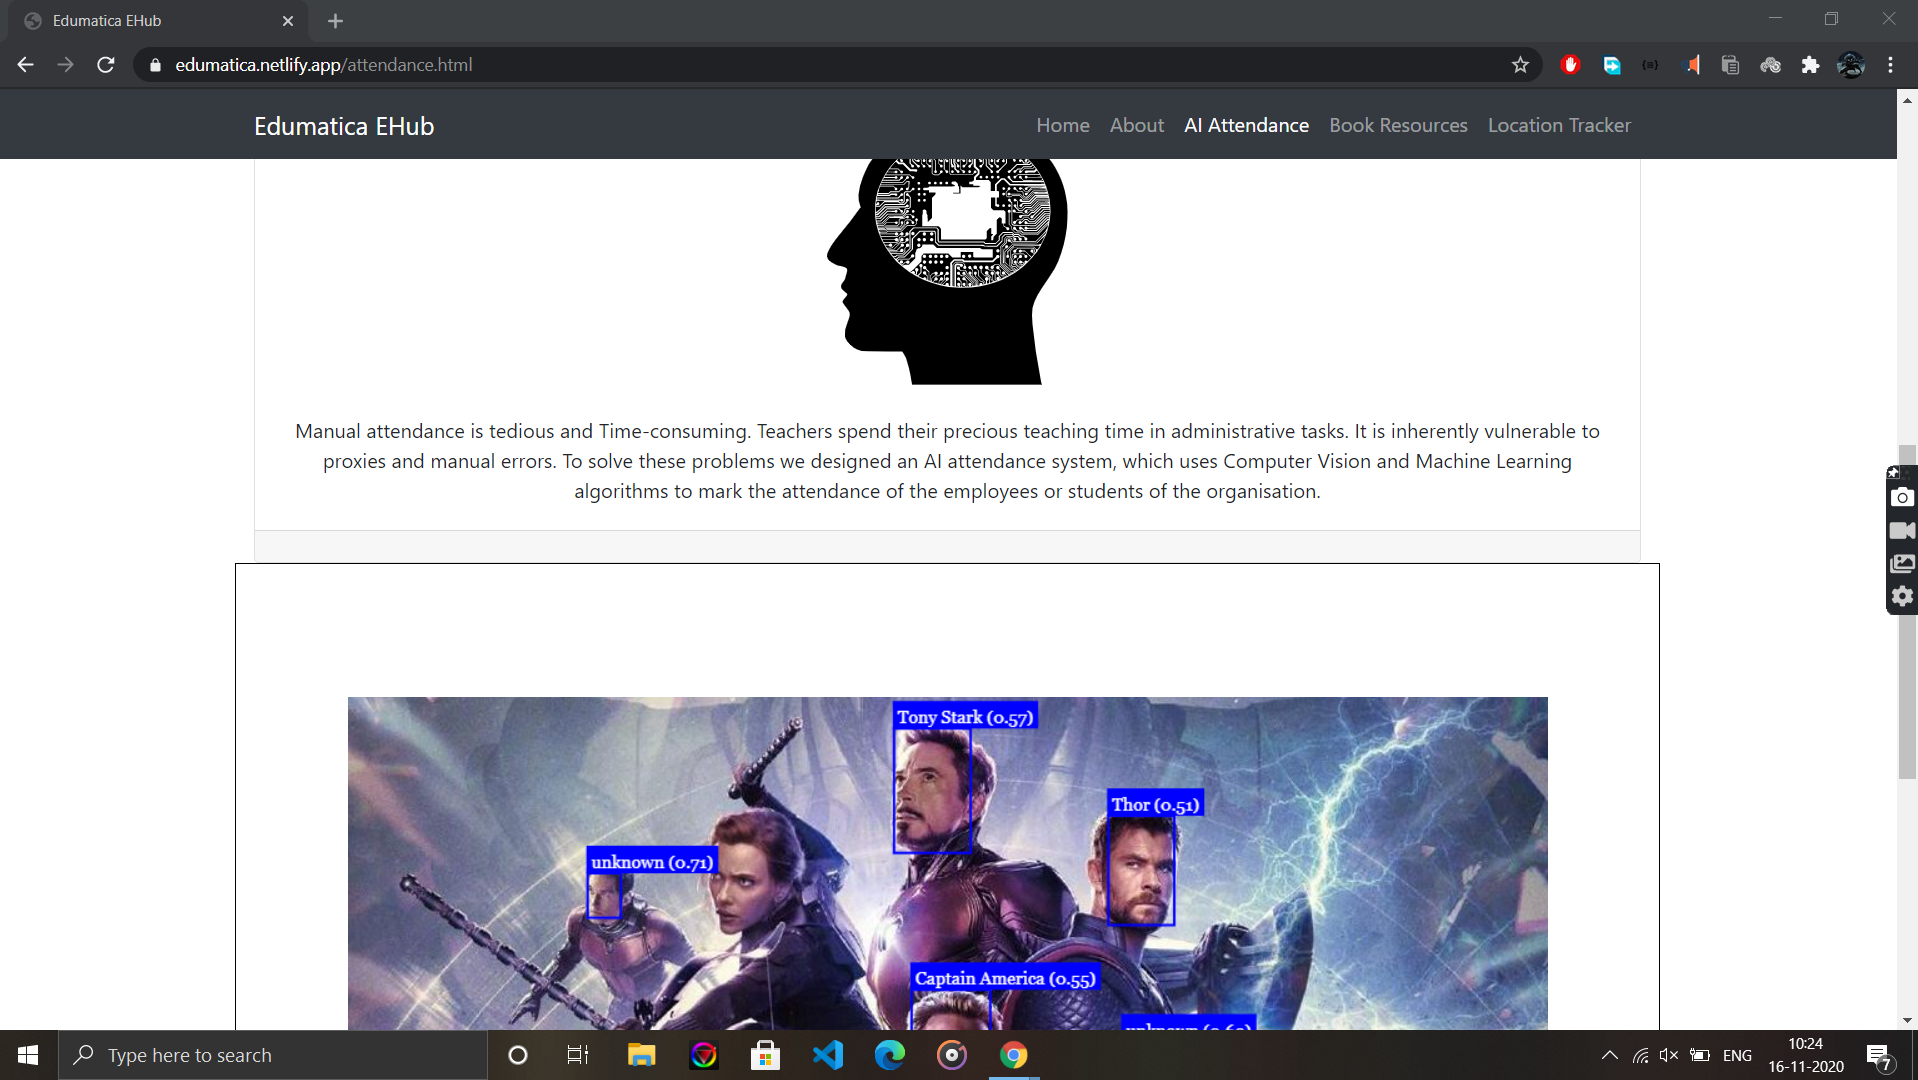 Edumatica EHub
edumatica.netlify.app/attendance.html
Edumatica EHub
Home About AI Attendance Book Resources Location Tracker
Manual attendance is tedious and Time-consuming. Teachers spend their precious teaching time in administrative tasks. It is inherently vulnerable to
proxies and manual errors. To solve these problems we designed an AI attendance system, which uses Computer Vision and Machine Learning
algorithms to mark the attendance of the employees or students of the organisation.
Tony Stark (0.57)
Thor (0.51)
unknown (0.71)
Captain America (0.55)
Type here to search
ENG
10:24
16-11-2020
7